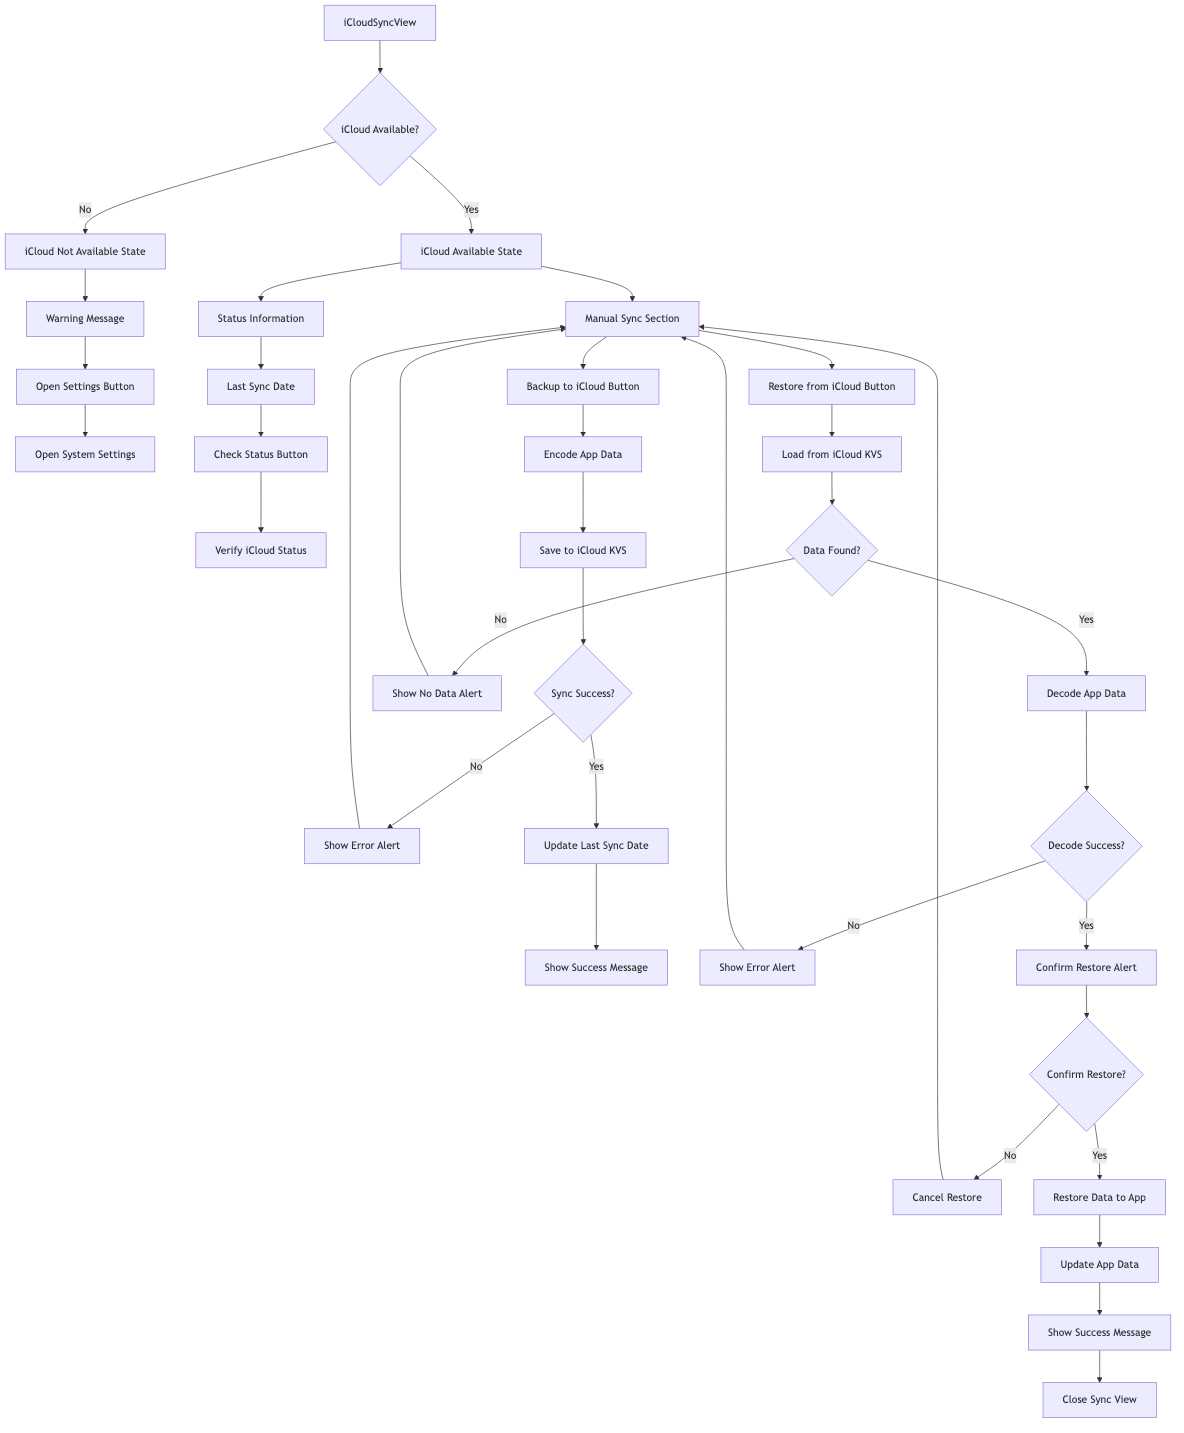 iCloudSyncView
iCloud Available?
No
Yes
iCloud Not Available State
iCloud Available State
Warning Message
Status Information
Manual Sync Section
Open Settings Button
Last Sync Date
Backup to iCloud Button
Restore from iCloud Button
Open System Settings
Check Status Button
Encode App Data
Load from iCloud KVS
Verify iCloud Status
Save to iCloud KVS
Data Found?
No
Yes
Show No Data Alert
Sync Success?
Decode App Data
No
Yes
Show Error Alert
Update Last Sync Date
Decode Success?
No
Yes
Show Success Message
Show Error Alert
Confirm Restore Alert
Confirm Restore?
No
Yes
Cancel Restore
Restore Data to App
Update App Data
Show Success Message
Close Sync View